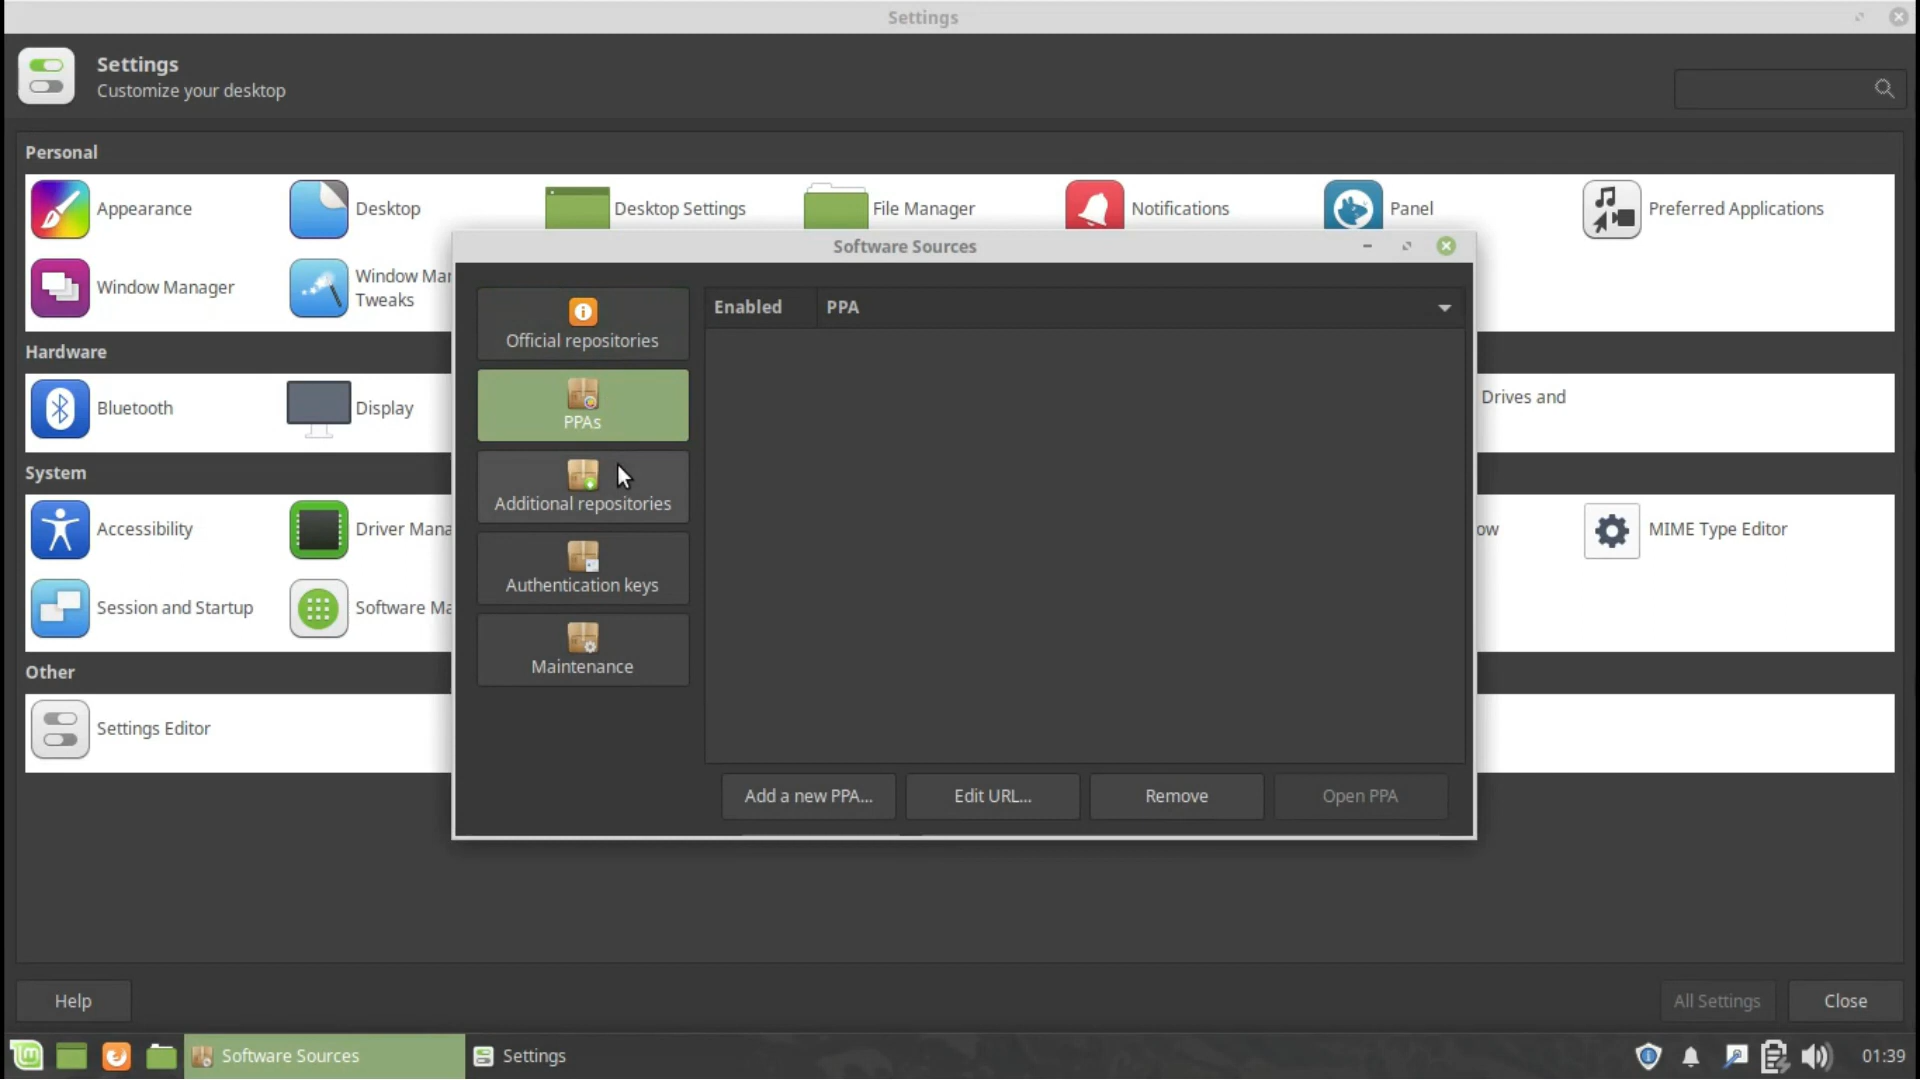 Settings
Settings
Customize your desktop
Personal
Appearance
Desktop
Desktop Settings
File Manager
Notifications
Panel
Preferred Applications
Window Manager
Window Mar
Tweaks
Software Sources
Official repositories
PPAs
Additional repositories
Authentication keys
Maintenance
Enabled PPA
Add a new PPA...
Edit URL...
Remove
Open PPA
Hardware
Bluetooth
Display
Drives and
System
Accessibility
Driver Mana
ow
MIME Type Editor
Session and Startup
Software Ma
Other
Settings Editor
Help
All Settings
Close
Software Sources
Settings
01:39